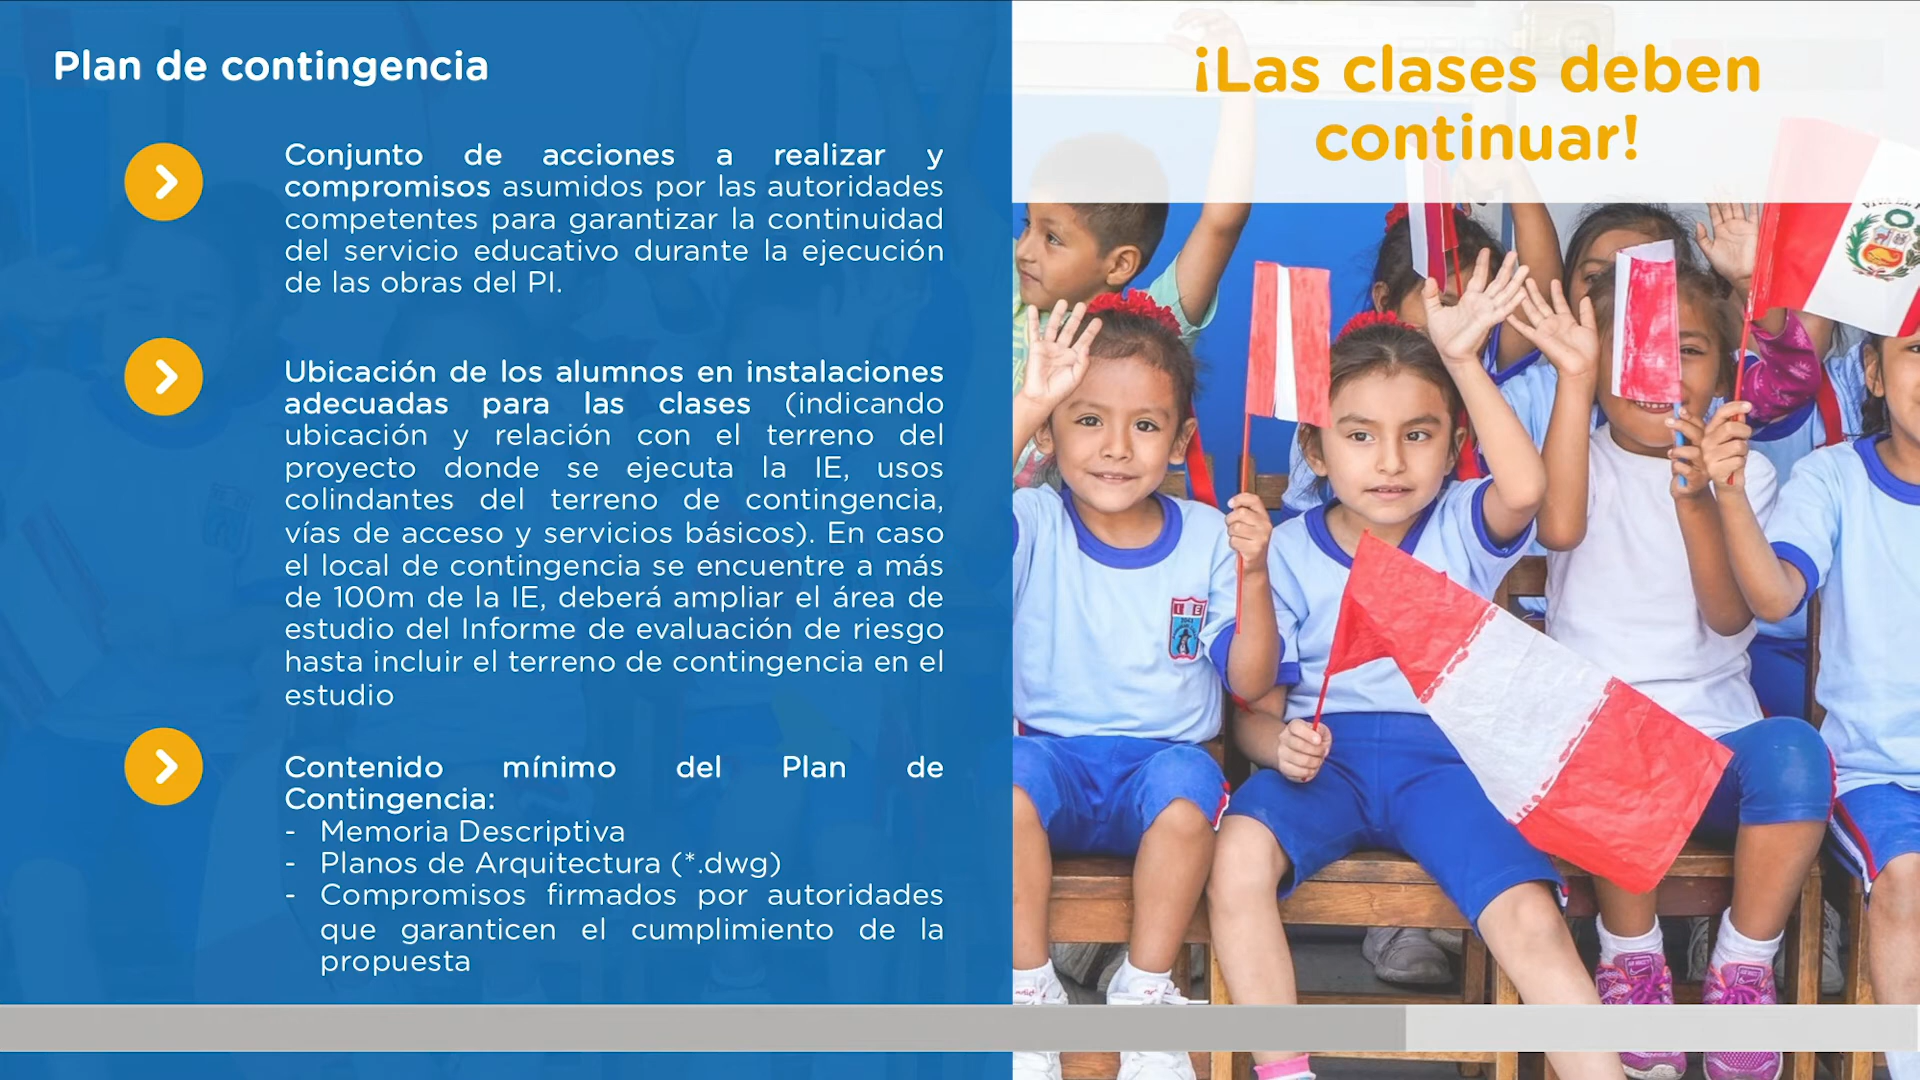 Plan de contingencia
¡Las clases deben
continuar!
Conjunto de acciones a realizar y
compromisos asumidos por las autoridades
competentes para garantizar la continuidad
del servicio educativo durante la ejecución
de las obras del PI.
Ubicación de los alumnos en instalaciones
adecuadas para las clases (indicando
ubicación y relación con el terreno del
proyecto donde se ejecuta la IE, usos
colindantes del terreno de contingencia,
vías de acceso y servicios básicos). En caso
el local de contingencia se encuentre a más
de 100m de la IE, deberá ampliar el área de
estudio del Informe de evaluación de riesgo
hasta incluir el terreno de contingencia en el
estudio
Contenido mínimo del Plan de
Contingencia:
- Memoria Descriptiva
- Planos de Arquitectura (*.dwg)
- Compromisos firmados por autoridades
que garanticen el cumplimiento de la
propuesta